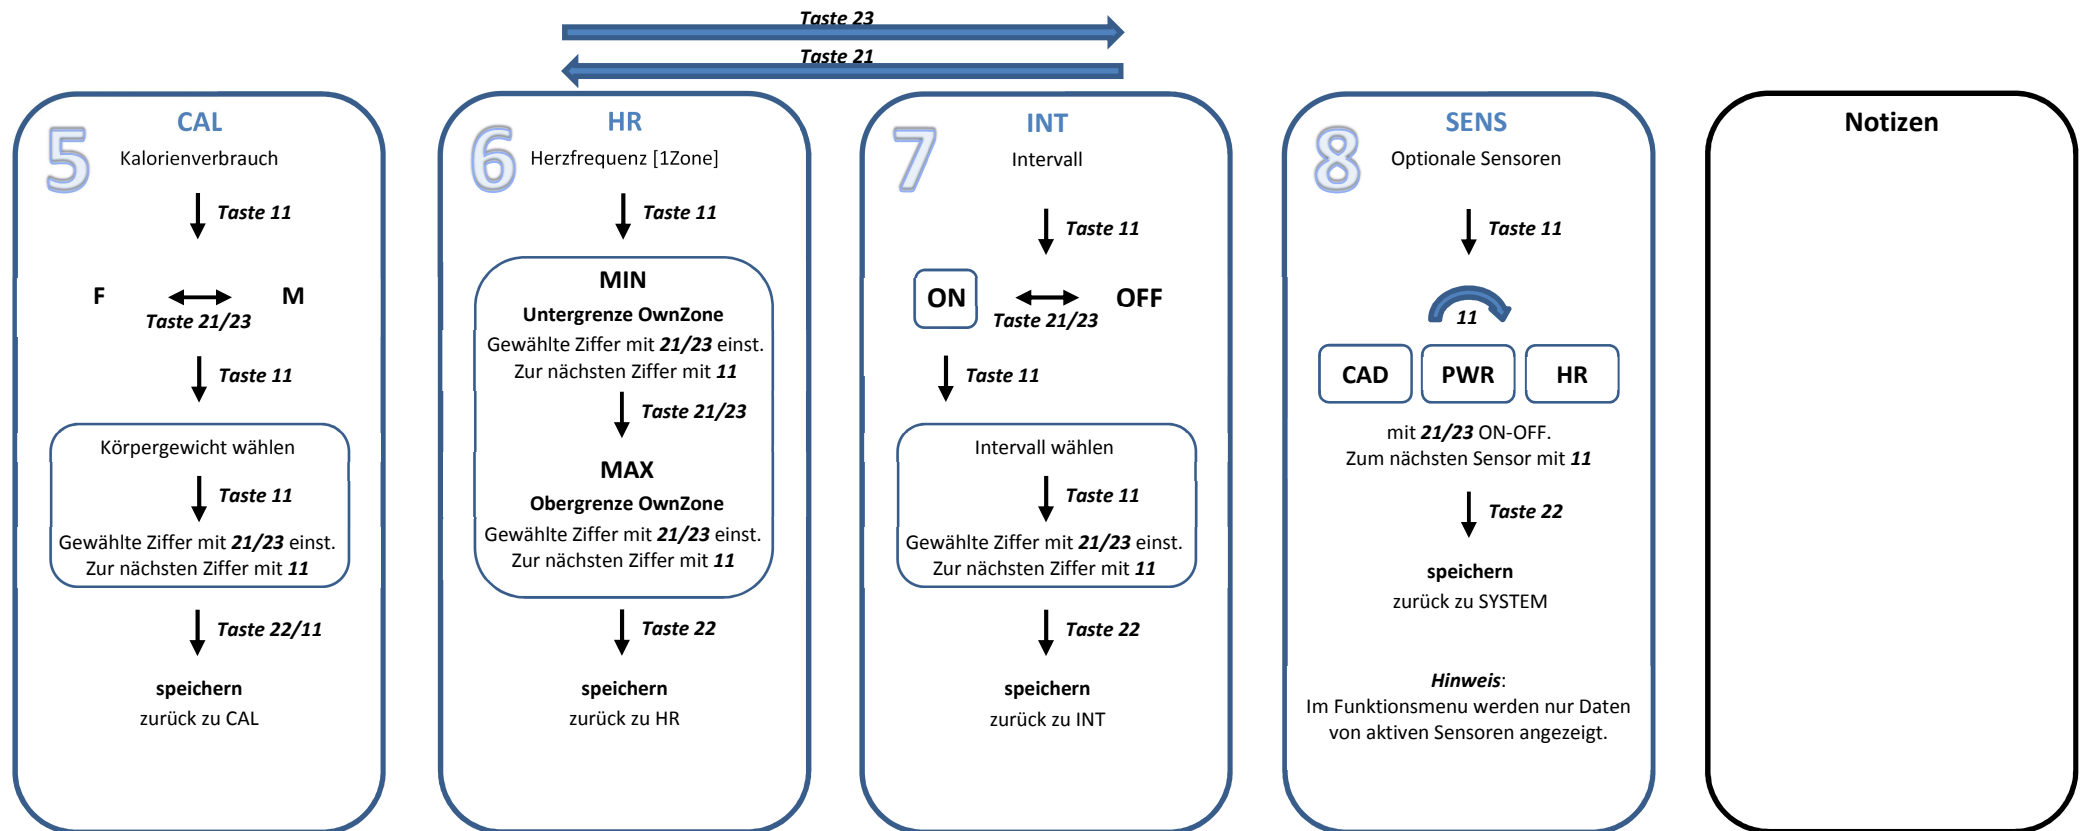 Taste 23
Taste 21
5
CAL
Kalorienverbrauch
Taste 11
F
M
Taste 21/23
Taste 11
Körpergewicht wählen
Taste 11
Gewählte Ziffer mit 21/23 einst.
Zur nächsten Ziffer mit 11
Taste 22/11
speichern
zurück zu CAL
6
HR
Herzfrequenz [1Zone]
Taste 11
MIN
Untergrenze OwnZone
Gewählte Ziffer mit 21/23 einst.
Zur nächsten Ziffer mit 11
Taste 21/23
MAX
Obergrenze OwnZone
Gewählte Ziffer mit 21/23 einst.
Zur nächsten Ziffer mit 11
Taste 22
speichern
zurück zu HR
7
INT
Intervall
Taste 11
ON
OFF
Taste 21/23
Taste 11
Intervall wählen
Taste 11
Gewählte Ziffer mit 21/23 einst.
Zur nächsten Ziffer mit 11
Taste 22
speichern
zurück zu INT
8
SENS
Optionale Sensoren
Taste 11
11
CAD
PWR
HR
mit 21/23 ON-OFF.
Zum nächsten Sensor mit 11
Taste 22
speichern
zurück zu SYSTEM
Hinweis:
Im Funktionsmenu werden nur Daten
von aktiven Sensoren angezeigt.
Notizen